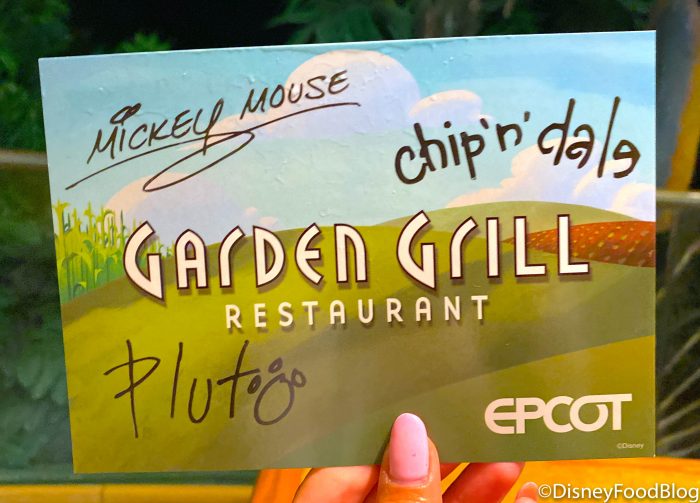 MICKEY MOUSE
chip 'n' dale
GARDEN GRILL
RESTAURANT
Pluto
EPCOT
©Disney
©DisneyFoodBlog